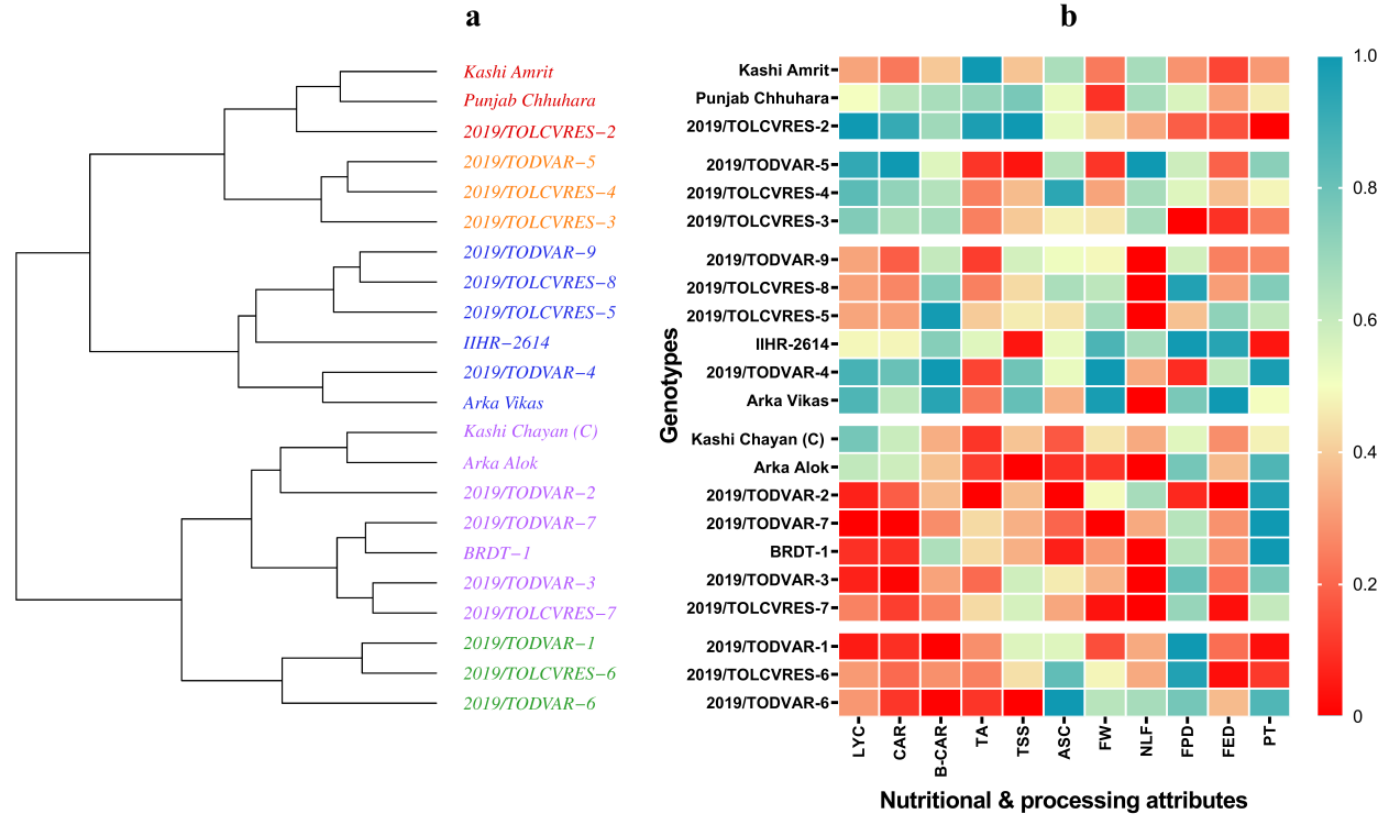 a
Kashi Amrit
Punjab Chhuhara
2019/TOLCVRES−2
2019/TODVAR−5
2019/TOLCVRES−4
2019/TOLCVRES−3
2019/TODVAR−9
2019/TOLCVRES−8
2019/TOLCVRES−5
IIHR−2614
2019/TODVAR−4
Arka Vikas
Kashi Chayan (C)
Arka Alok
2019/TODVAR−2
2019/TODVAR−7
BRDT−1
2019/TODVAR−3
2019/TOLCVRES−7
2019/TODVAR−1
2019/TOLCVRES−6
2019/TODVAR−6
b
Genotypes
Kashi Amrit
Punjab Chhuhara
2019/TOLCVRES-2
2019/TODVAR-5
2019/TOLCVRES-4
2019/TOLCVRES-3
2019/TODVAR-9
2019/TOLCVRES-8
2019/TOLCVRES-5
IIHR-2614
2019/TODVAR-4
Arka Vikas
Kashi Chayan (C)
Arka Alok
2019/TODVAR-2
2019/TODVAR-7
BRDT-1
2019/TODVAR-3
2019/TOLCVRES-7
2019/TODVAR-1
2019/TOLCVRES-6
2019/TODVAR-6
LYC
CAR
B-CAR
TA
TSS
ASC
FW
NLF
FPD
FED
PT
Nutritional & processing attributes
1.0
0.8
0.6
0.4
0.2
0